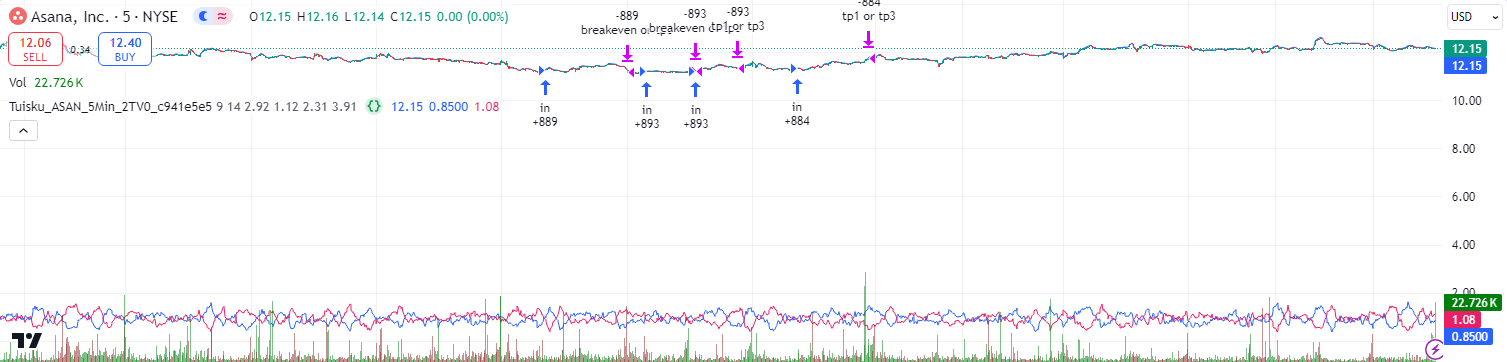 Asana, Inc. · 5 · NYSE O12.15 H12.16 L12.14 C12.15 0.00 (0.00%)
12.06 SELL
0.34
12.40 BUY
Vol 22.726 K
Tuisku_ASAN_5Min_2TV0_c941e5e5 9 14 2.92 1.12 2.31 3.91 {} 12.15 0.8500 1.08
-889
breakeven or
-893
breakeven
-893
tp1 or tp3
-884
tp1 or tp3
in
+889
in
+893
in
+893
in
+884
USD
12.15
12.15
10.00
8.00
6.00
4.00
2.00
22.726 K
1.08
0.8500